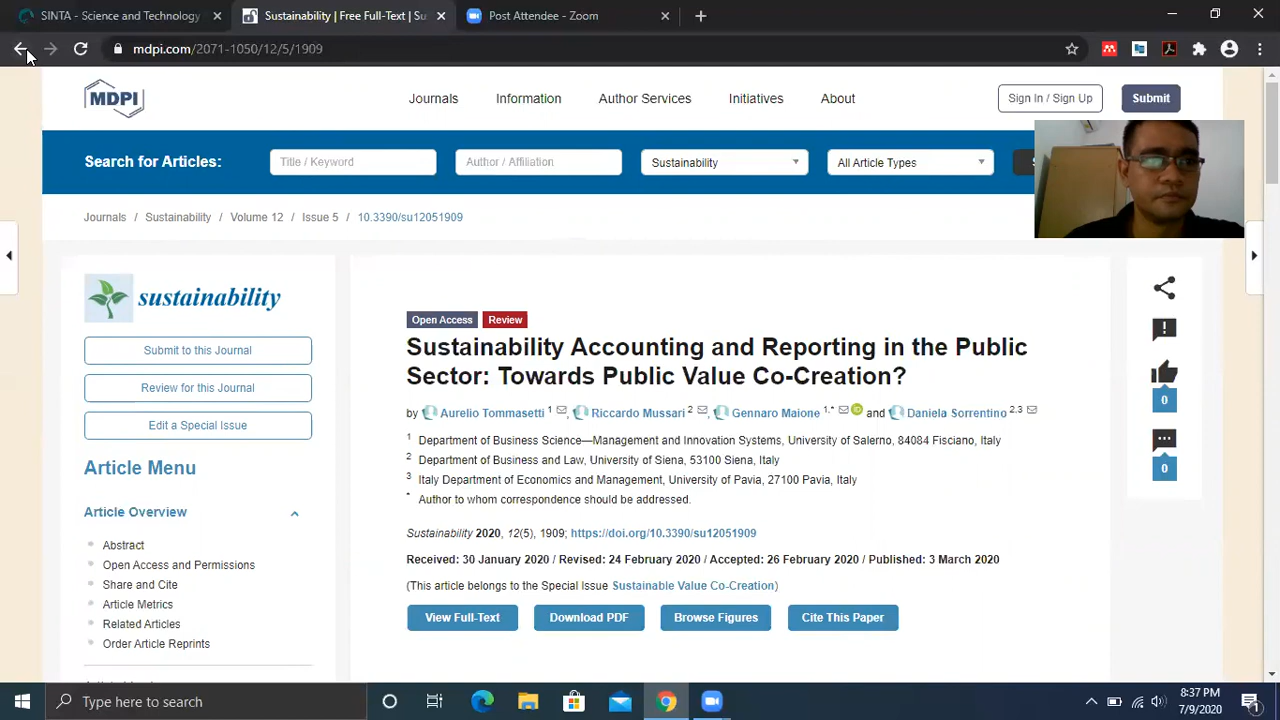 SINTA - Science and Technology
Sustainability | Free Full-Text | Su
Post Attendee - Zoom
mdpi.com/2071-1050/12/5/1909
MDPI
Journals
Information
Author Services
Initiatives
About
Sign In / Sign Up
Submit
Search for Articles:
Title / Keyword
Author / Affiliation
Sustainability
All Article Types
Journals / Sustainability / Volume 12 / Issue 5 / 10.3390/su12051909
sustainability
Submit to this Journal
Review for this Journal
Edit a Special Issue
Article Menu
Article Overview
Abstract
Open Access and Permissions
Share and Cite
Article Metrics
Related Articles
Order Article Reprints
Open Access Review
Sustainability Accounting and Reporting in the Public
Sector: Towards Public Value Co-Creation?
by Aurelio Tommasetti 1, Riccardo Mussari 2, Gennaro Maione 1,* and Daniela Sorrentino 2,3
1 Department of Business Science—Management and Innovation Systems, University of Salerno, 84084 Fisciano, Italy
2 Department of Business and Law, University of Siena, 53100 Siena, Italy
3 Italy Department of Economics and Management, University of Pavia, 27100 Pavia, Italy
* Author to whom correspondence should be addressed.
Sustainability 2020, 12(5), 1909; https://doi.org/10.3390/su12051909
Received: 30 January 2020 / Revised: 24 February 2020 / Accepted: 26 February 2020 / Published: 3 March 2020
(This article belongs to the Special Issue Sustainable Value Co-Creation)
View Full-Text
Download PDF
Browse Figures
Cite This Paper
0
0
Type here to search
8:37 PM
7/9/2020
1